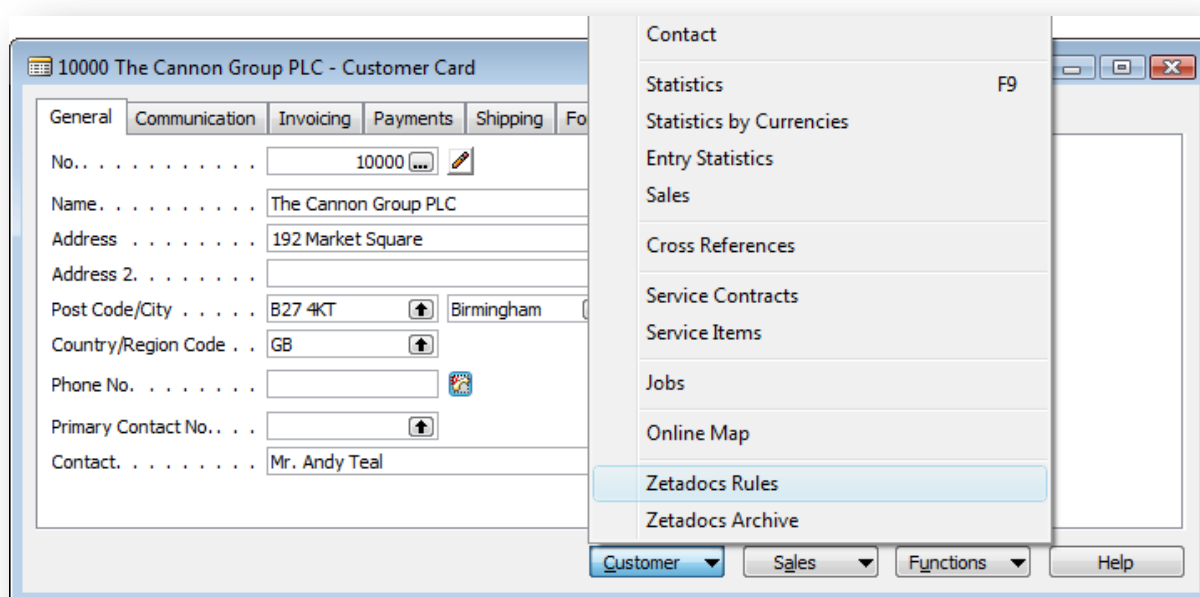 10000 The Cannon Group PLC - Customer Card
General Communication Invoicing Payments Shipping Fo
No.. . . . . . . . . . . . 10000 ...
Name. . . . . . . . . . . The Cannon Group PLC
Address . . . . . . . . 192 Market Square
Address 2. . . . . . . . .
Post Code/City . . . . . B27 4KT Birmingham
Country/Region Code . . GB
Phone No. . . . . . . . .
Primary Contact No.. . .
Contact. . . . . . . . . . Mr. Andy Teal
Contact
Statistics F9
Statistics by Currencies
Entry Statistics
Sales
Cross References
Service Contracts
Service Items
Jobs
Online Map
Zetadocs Rules
Zetadocs Archive
Customer Sales Functions Help